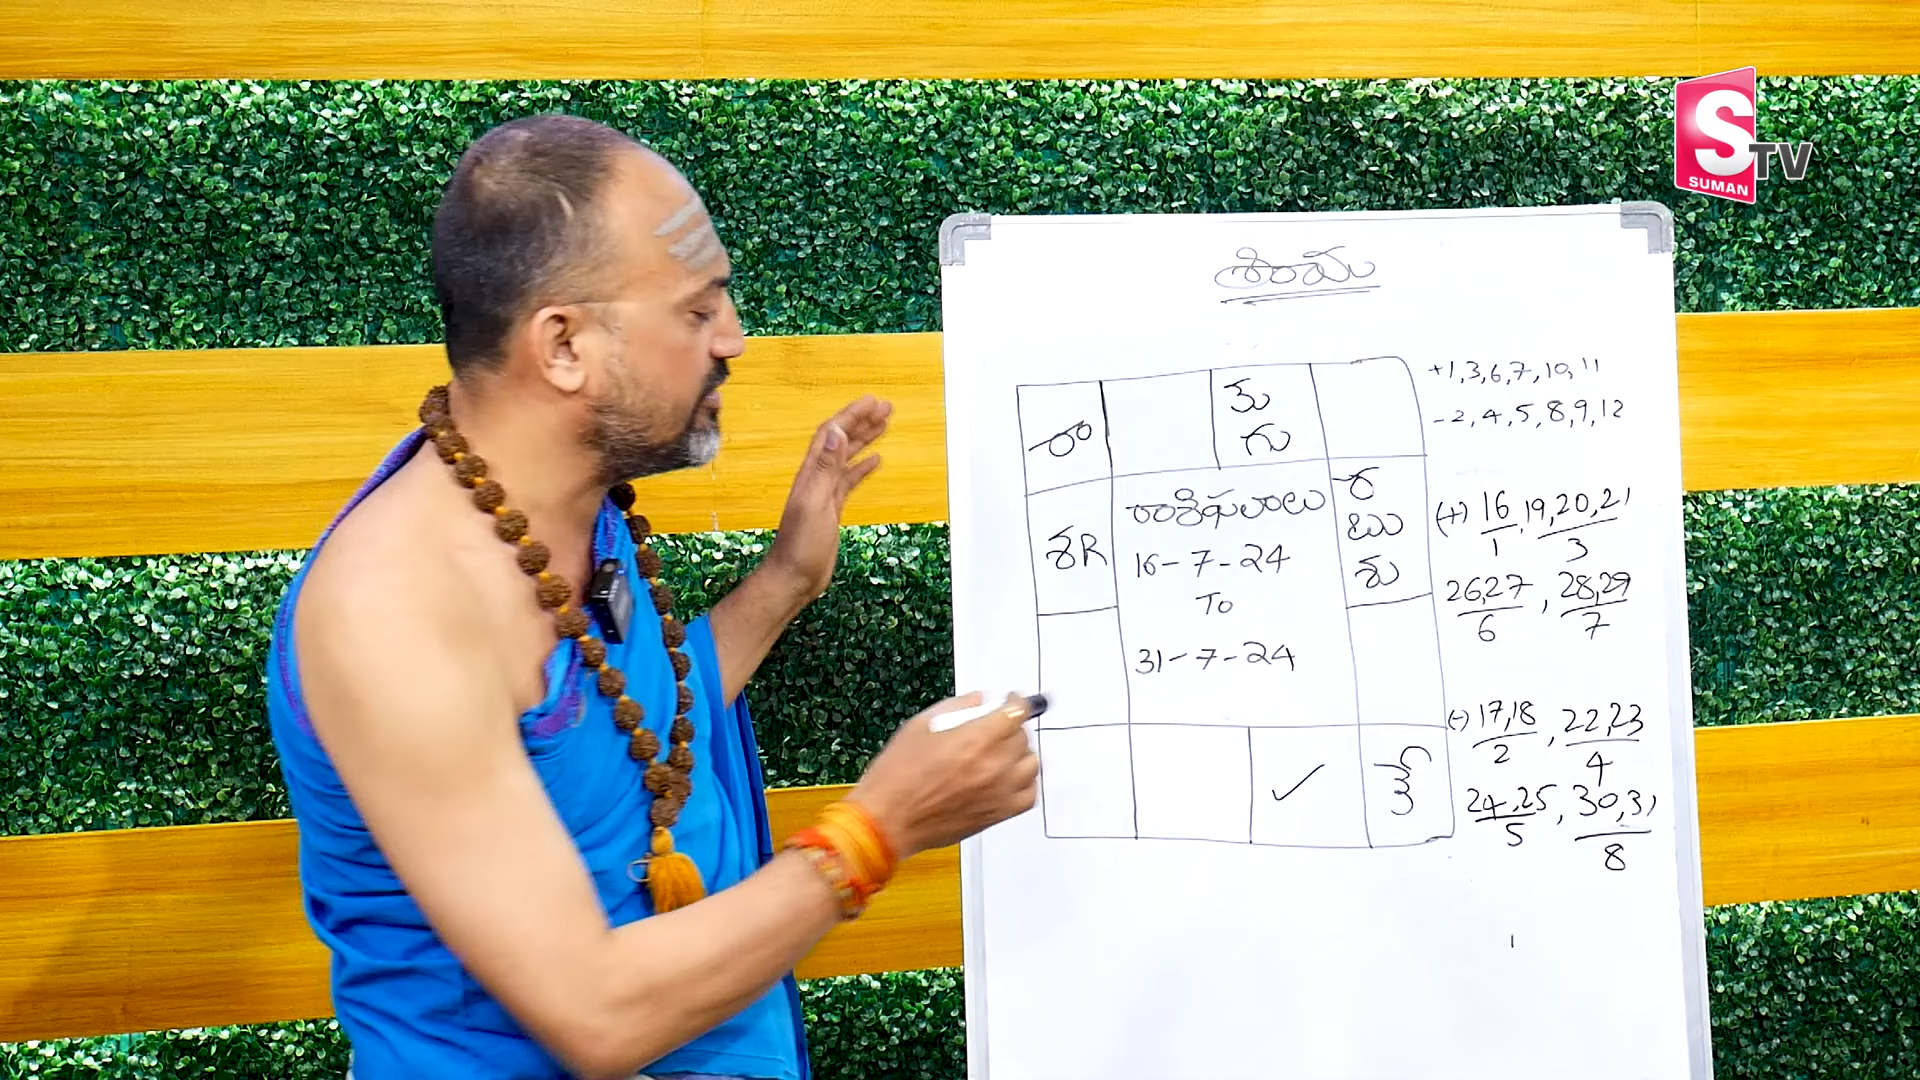 S TV
SUMAN
శ్రీరామ
+1,3,6,7,10,11
-2,4,5,8,9,12
రా
కు
గు
శR
రాశిఫలాలు
16-7-24
To
31-7-24
ర
బు
శు
కే
✓
(+) 16, 19,20,21
1 3
26,27, 28,29
6 7
(-) 17,18, 22,23
2 4
24,25, 30,31
5 8